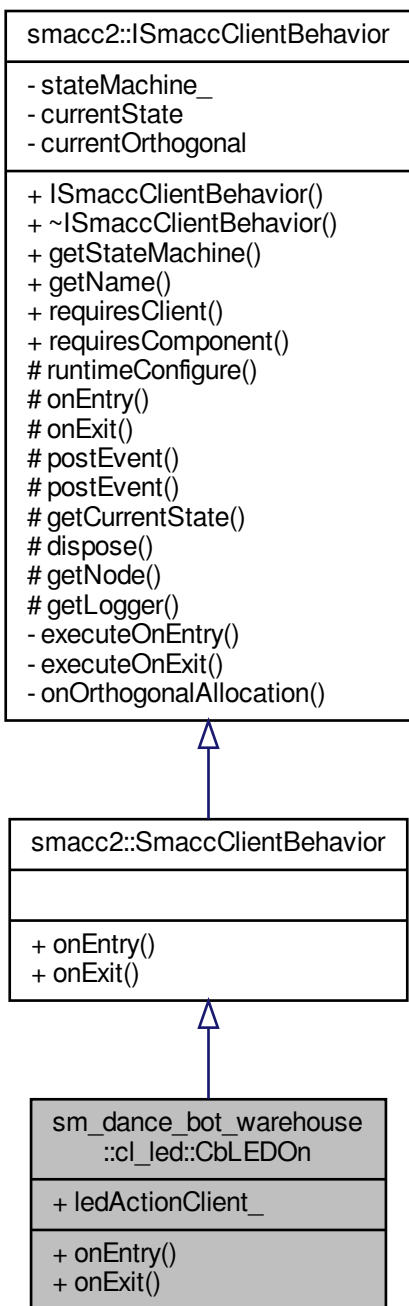 smacc2::ISmaccClientBehavior
- stateMachine_
- currentState
- currentOrthogonal
+ ISmaccClientBehavior()
+ ~ISmaccClientBehavior()
+ getStateMachine()
+ getName()
+ requiresClient()
+ requiresComponent()
# runtimeConfigure()
# onEntry()
# onExit()
# postEvent()
# postEvent()
# getCurrentState()
# dispose()
# getNode()
# getLogger()
- executeOnEntry()
- executeOnExit()
- onOrthogonalAllocation()
smacc2::SmaccClientBehavior
+ onEntry()
+ onExit()
sm_dance_bot_warehouse
::cl_led::CbLEDOn
+ ledActionClient_
+ onEntry()
+ onExit()